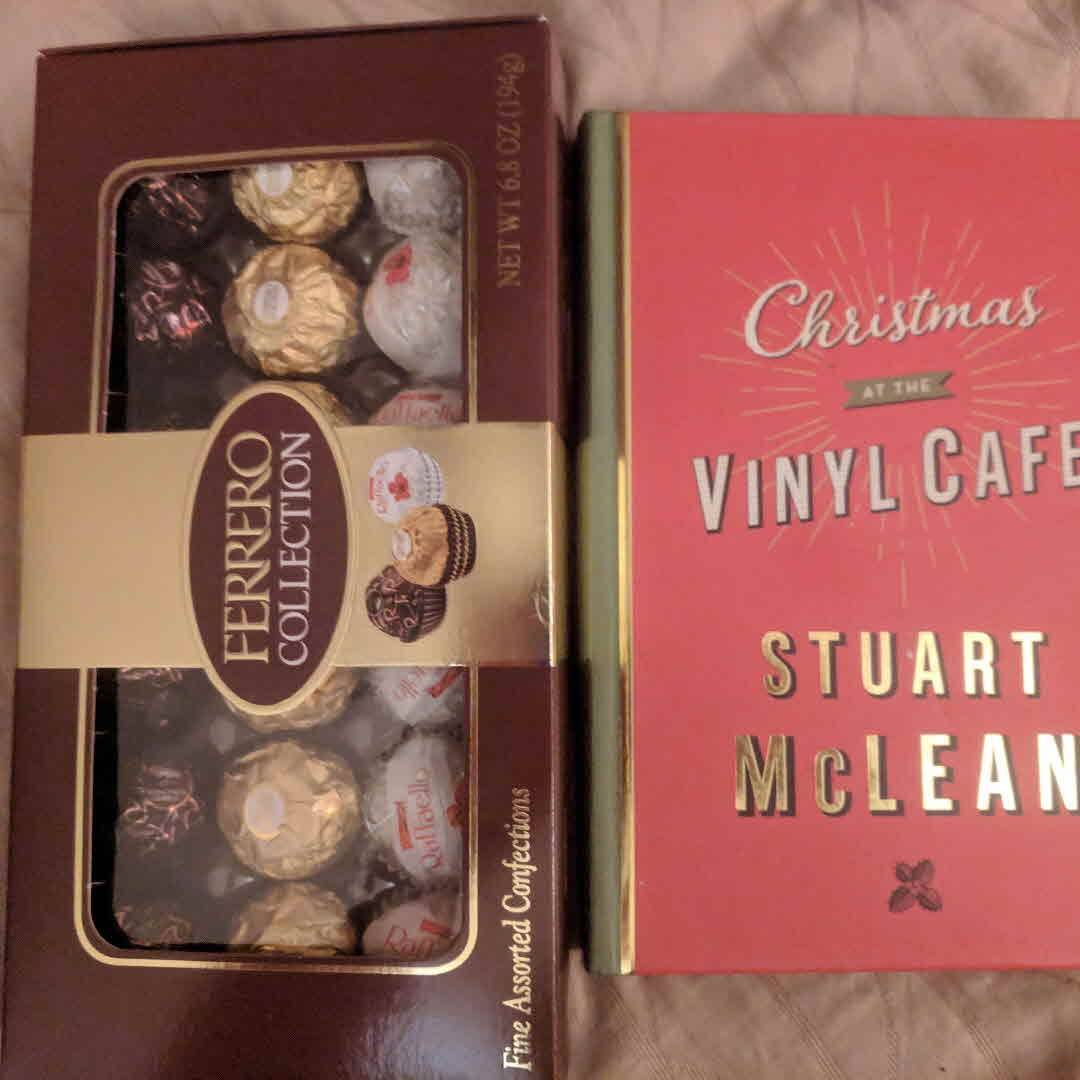 NET WT 6.8 OZ (194g)
FERRERO
COLLECTION
Fine Assorted Confections
Raffaello
Christmas
AT THE
VINYL CAFE
STUART
McLEAN